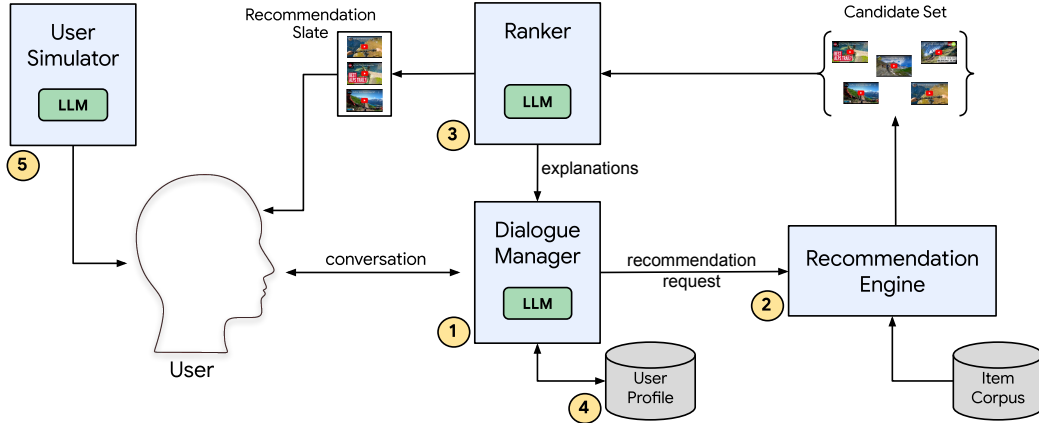 User
Simulator
LLM
5
Recommendation
Slate
Ranker
LLM
3
Candidate Set
explanations
User
conversation
Dialogue
Manager
LLM
1
recommendation
request
Recommendation
Engine
2
User
Profile
4
Item
Corpus